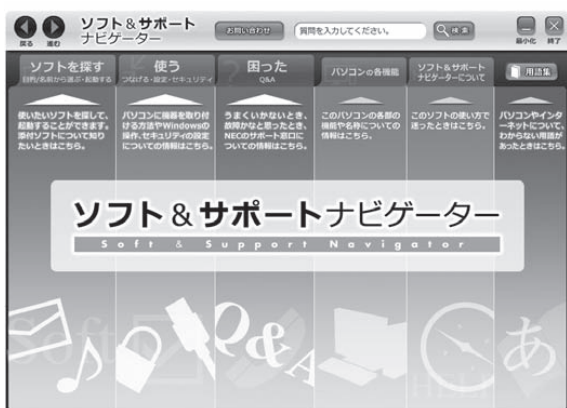 ソフト&サポート
ナビゲーター
戻る 進む
お問い合わせ
質問を入力してください。
検索
最小化 終了
ソフトを探す
目的/名前から選ぶ・起動する
使う
つなげる・設定・セキュリティ
困った
Q&A
パソコンの各機能
ソフト&サポート
ナビゲーターについて
用語集
使いたいソフトを探して、
起動することができます。
添付ソフトについて知り
たいときはこちら。
パソコンに機器を取り付
ける方法やWindowsの
操作、セキュリティの設定
についての情報はこちら。
うまくいかないとき、
故障かなと思ったとき、
NECのサポート窓口に
ついての情報はこちら。
このパソコンの各部の
機能や名称についての
情報はこちら。
このソフトの使い方で
迷ったときはこちら。
パソコンやインタ
ーネットについて、
わからない用語が
あったときはこちら。
ソフト&サポートナビゲーター
Soft & Support Navigator
Soft
Q&A
HELP
あ